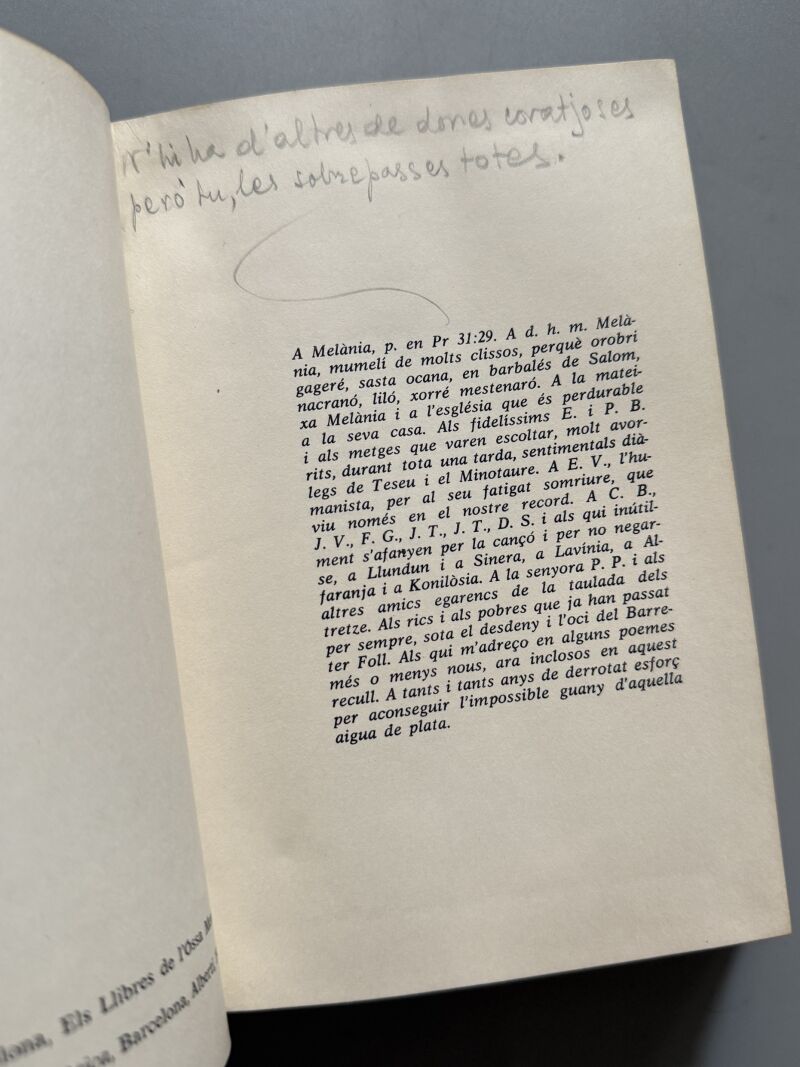 N'hi ha d'altres de dones coratjoses
però tu, les sobrepasses totes.
A Melània, p. en Pr 31:29. A d. h. m. Melà-
nia, mumelí de molts clissos, perquè orobri
gageré, sasta ocana, en barbalés de Salom,
nacranó, liló, xorré mestenaró. A la matei-
xa Melània i a l'església que és perdurable
a la seva casa. Als fidelíssims E. i P. B.
i als metges que varen escoltar, molt avor-
rits, durant tota una tarda, sentimentals dià-
legs de Teseu i el Minotaure. A E. V., l'hu-
manista, per al seu fatigat somriure, que
viu només en el nostre record. A C. B.,
J. V., F. G., J. T., J. T., D. S. i als qui inútil-
ment s'afanyen per la cançó i per no negar-
se, a Llundun i a Sinera, a Lavínia, a Al-
faranja i a Konilòsia. A la senyora P. P. i als
altres amics egarencs de la taulada dels
tretze. Als rics i als pobres que ja han passat
per sempre, sota el desdeny i l'oci del Barre-
ter Foll. Als qui m'adreço en alguns poemes
més o menys nous, ara inclosos en aquest
recull. A tants i tants anys de derrotat esforç
per aconseguir l'impossible guany d'aquella
aigua de plata.
lona, Els Llibres de l'Óssa
Barcelona, Albertí